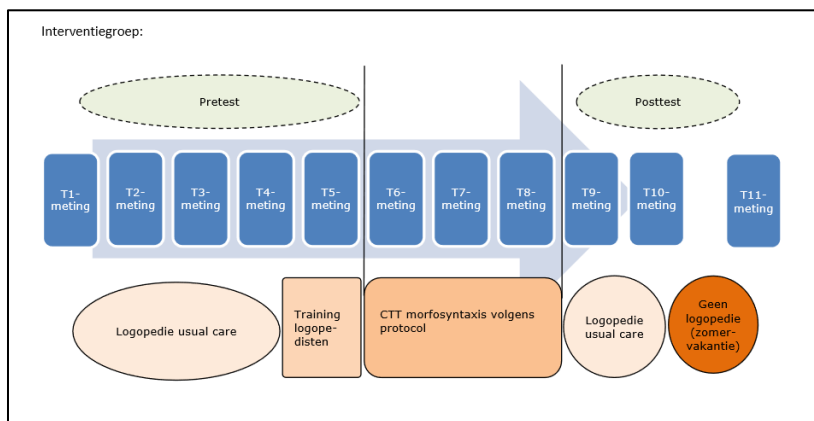 Interventiegroep:
Pretest
Posttest
T1-
meting
T2-
meting
T3-
meting
T4-
meting
T5-
meting
T6-
meting
T7-
meting
T8-
meting
T9-
meting
T10-
meting
T11-
meting
Logopedie usual care
Training
logope-
disten
CTT morfosyntaxis volgens
protocol
Logopedie
usual care
Geen
logopedie
(zomer-
vakantie)